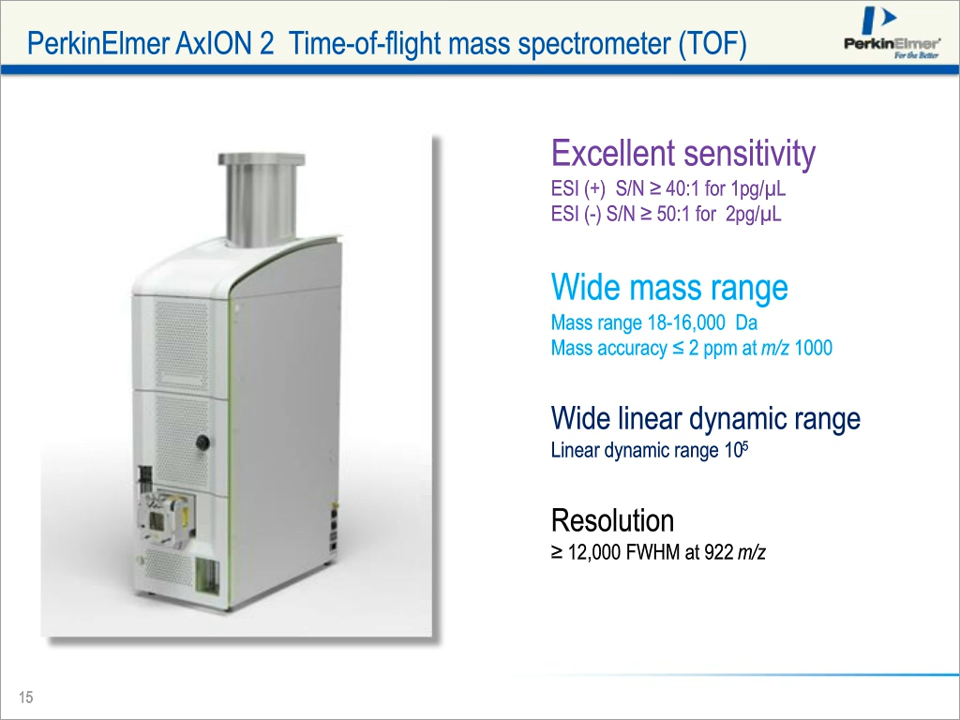 PerkinElmer AxION 2 Time-of-flight mass spectrometer (TOF)
PerkinElmer
For the Better
Excellent sensitivity
ESI (+) S/N ≥ 40:1 for 1pg/µL
ESI (-) S/N ≥ 50:1 for 2pg/µL
Wide mass range
Mass range 18-16,000 Da
Mass accuracy ≤ 2 ppm at m/z 1000
Wide linear dynamic range
Linear dynamic range 10⁵
Resolution
≥ 12,000 FWHM at 922 m/z
15